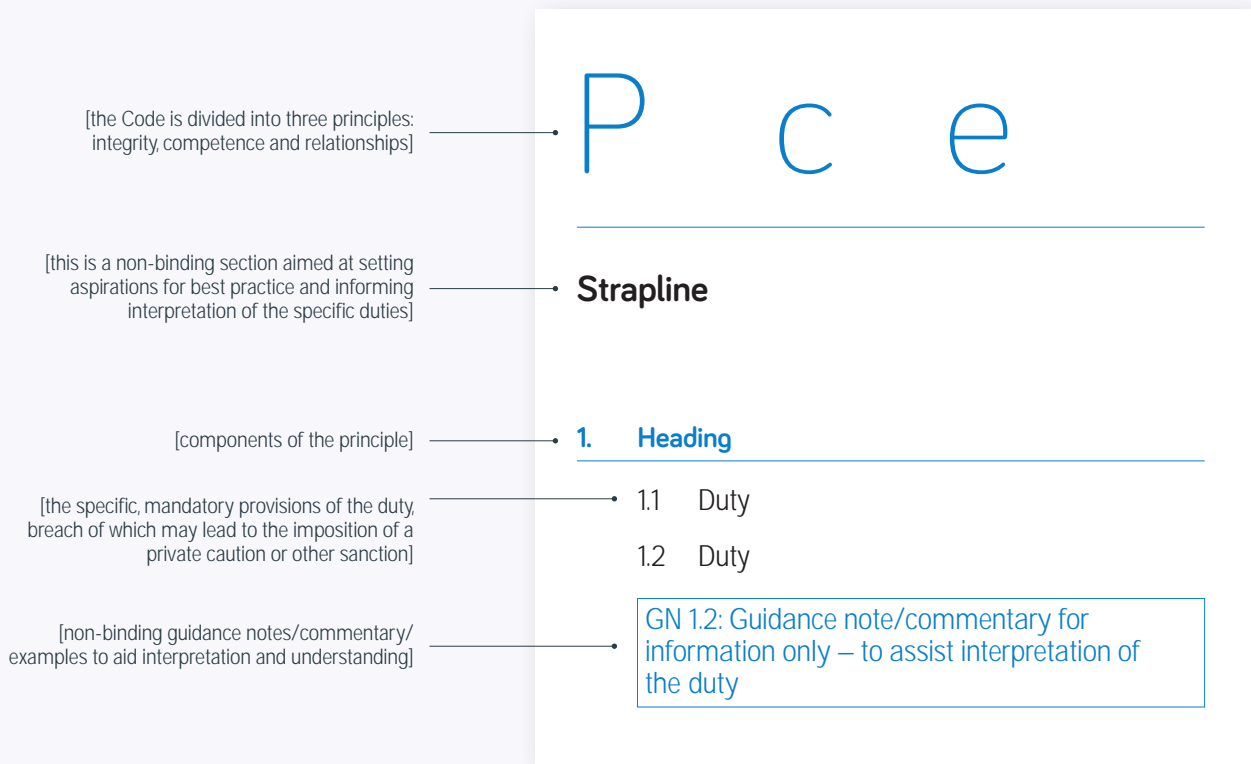 [the Code is divided into three principles:
integrity, competence and relationships]
P c e
[this is a non-binding section aimed at setting
aspirations for best practice and informing
interpretation of the specific duties]
Strapline
[components of the principle]
1. Heading
[the specific, mandatory provisions of the duty,
breach of which may lead to the imposition of a
private caution or other sanction]
1.1 Duty
1.2 Duty
[non-binding guidance notes/commentary/
examples to aid interpretation and understanding]
GN 1.2: Guidance note/commentary for
information only – to assist interpretation of
the duty